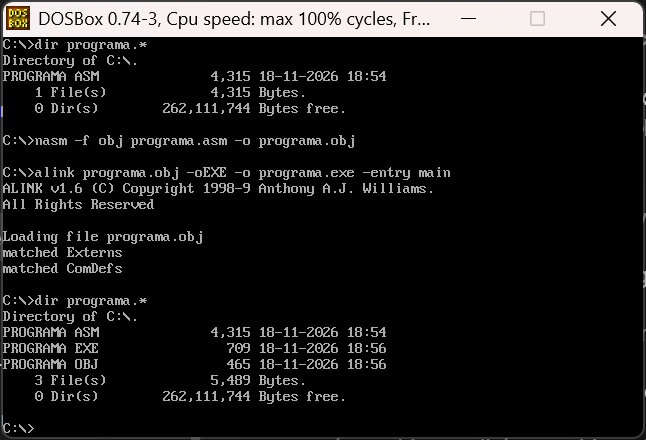 DOS BOX
DOSBox 0.74-3, Cpu speed: max 100% cycles, Fr...
C:\>dir programa.*
Directory of C:\.
PROGRAMA ASM 4,315 18-11-2026 18:54
1 File(s) 4,315 Bytes.
0 Dir(s) 262,111,744 Bytes free.
C:\>nasm -f obj programa.asm -o programa.obj
C:\>alink programa.obj -oEXE -o programa.exe -entry main
ALINK v1.6 (C) Copyright 1998-9 Anthony A.J. Williams.
All Rights Reserved
Loading file programa.obj
matched Externs
matched ComDefs
C:\>dir programa.*
Directory of C:\.
PROGRAMA ASM 4,315 18-11-2026 18:54
PROGRAMA EXE 709 18-11-2026 18:56
PROGRAMA OBJ 465 18-11-2026 18:56
3 File(s) 5,489 Bytes.
0 Dir(s) 262,111,744 Bytes free.
C:\>